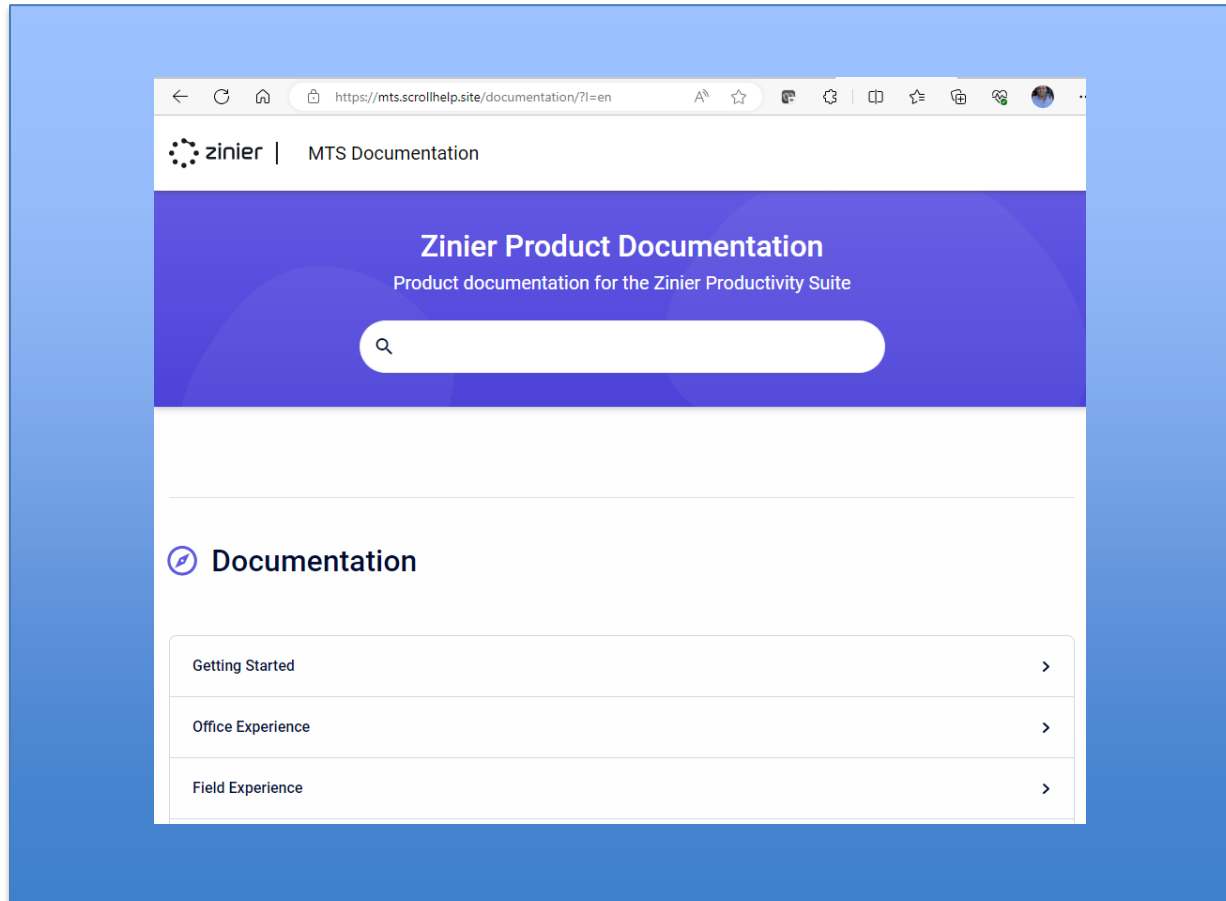 https://mts.scrollhelp.site/documentation/?l=en
zinier | MTS Documentation
Zinier Product Documentation
Product documentation for the Zinier Productivity Suite
Documentation
Getting Started
Office Experience
Field Experience